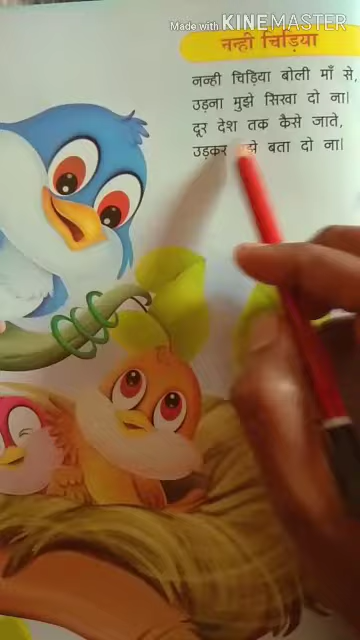 Made with KINEMASTER
नन्ही चिड़िया
नन्ही चिड़िया बोली माँ से,
उड़ना मुझे सिखा दो ना।
दूर देश तक कैसे जाते,
उड़कर बता दो ना।